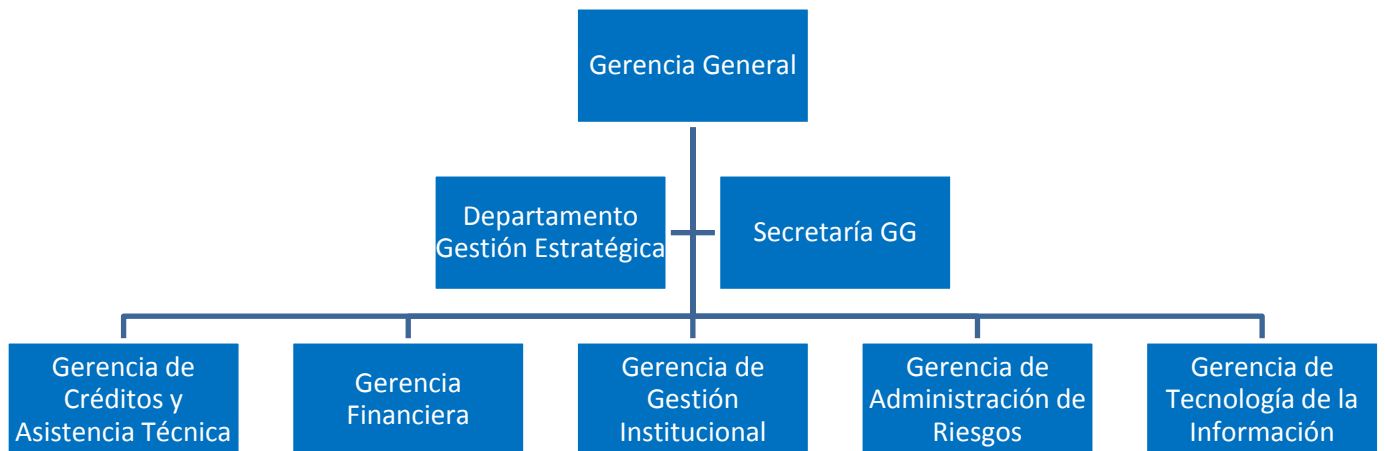 Gerencia General
Departamento
Gestión Estratégica
Secretaría GG
Gerencia de
Créditos y
Asistencia Técnica
Gerencia
Financiera
Gerencia de
Gestión
Institucional
Gerencia de
Administración de
Riesgos
Gerencia de
Tecnología de la
Información